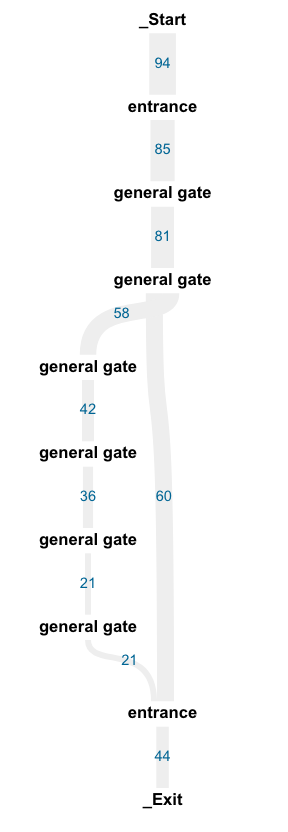 _Start
94
entrance
85
general gate
81
general gate
58
general gate
42
general gate
36
60
general gate
21
general gate
21
entrance
44
_Exit